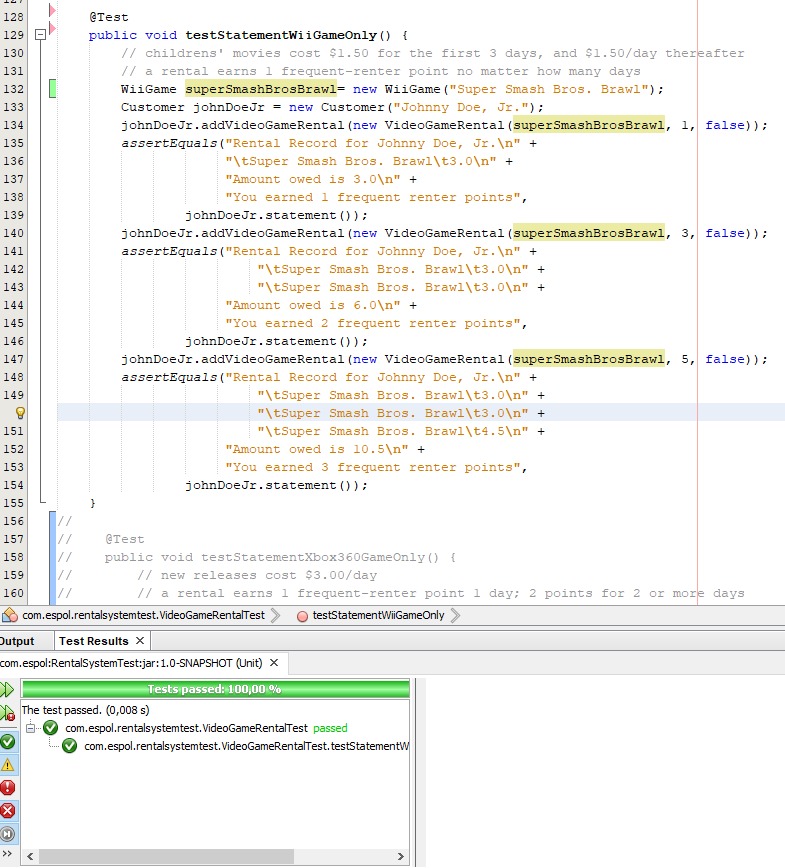 127
128 @Test
129 public void testStatementWiiGameOnly() {
130 // childrens' movies cost $1.50 for the first 3 days, and $1.50/day thereafter
131 // a rental earns 1 frequent-renter point no matter how many days
132 WiiGame superSmashBrosBrawl= new WiiGame("Super Smash Bros. Brawl");
133 Customer johnDoeJr = new Customer("Johnny Doe, Jr.");
134 johnDoeJr.addVideoGameRental(new VideoGameRental(superSmashBrosBrawl, 1, false));
135 assertEquals("Rental Record for Johnny Doe, Jr.\n" +
136 "\tSuper Smash Bros. Brawl\t3.0\n" +
137 "Amount owed is 3.0\n" +
138 "You earned 1 frequent renter points",
139 johnDoeJr.statement());
140 johnDoeJr.addVideoGameRental(new VideoGameRental(superSmashBrosBrawl, 3, false));
141 assertEquals("Rental Record for Johnny Doe, Jr.\n" +
142 "\tSuper Smash Bros. Brawl\t3.0\n" +
143 "\tSuper Smash Bros. Brawl\t3.0\n" +
144 "Amount owed is 6.0\n" +
145 "You earned 2 frequent renter points",
146 johnDoeJr.statement());
147 johnDoeJr.addVideoGameRental(new VideoGameRental(superSmashBrosBrawl, 5, false));
148 assertEquals("Rental Record for Johnny Doe, Jr.\n" +
149 "\tSuper Smash Bros. Brawl\t3.0\n" +
"\tSuper Smash Bros. Brawl\t3.0\n" +
151 "\tSuper Smash Bros. Brawl\t4.5\n" +
152 "Amount owed is 10.5\n" +
153 "You earned 3 frequent renter points",
154 johnDoeJr.statement());
155 }
156 //
157 // @Test
158 // public void testStatementXbox360GameOnly() {
159 // // new releases cost $3.00/day
160 // // a rental earns 1 frequent-renter point 1 day; 2 points for 2 or more days
com.espol.rentalsystemtest.VideoGameRentalTest testStatementWiiGameOnly
Output Test Results
com.espol:RentalSystemTest:jar:1.0-SNAPSHOT (Unit)
Tests passed: 100,00 %
The test passed. (0,008 s)
com.espol.rentalsystemtest.VideoGameRentalTest passed
com.espol.rentalsystemtest.VideoGameRentalTest.testStatementW